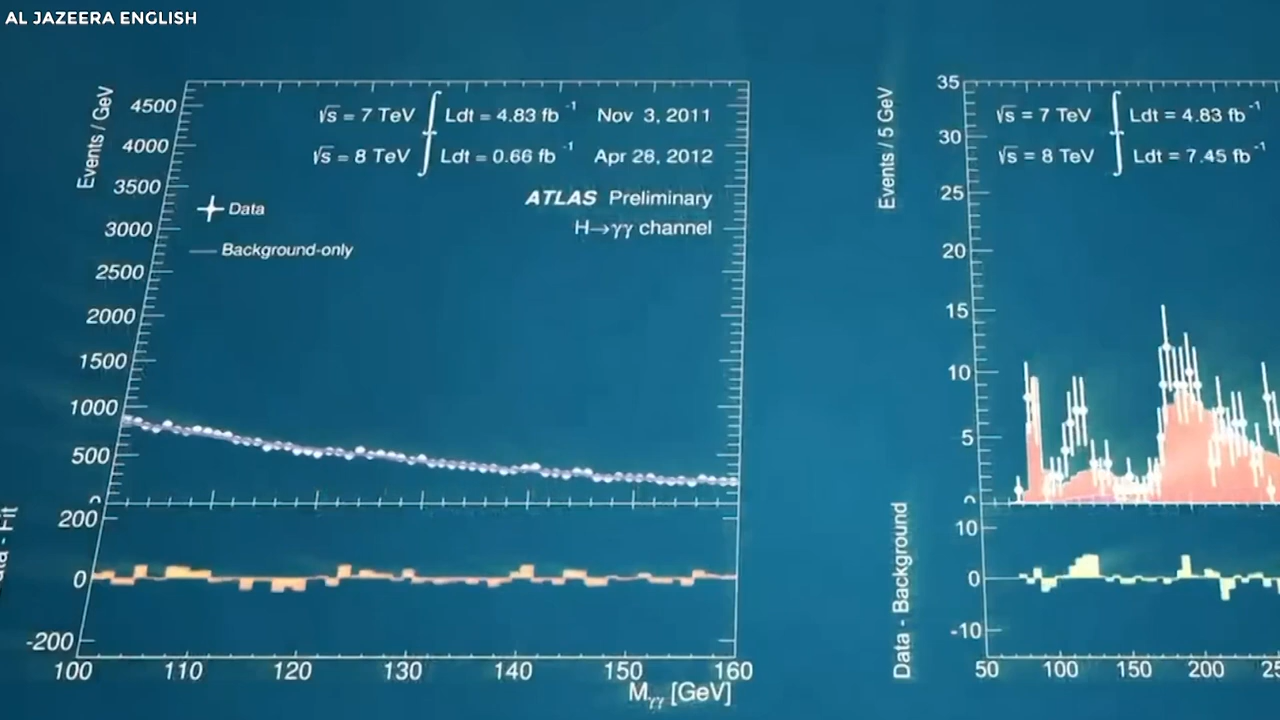 AL JAZEERA ENGLISH
Events / GeV
4500
4000
3500
3000
2500
2000
1500
1000
500
0
√s = 7 TeV ∫ Ldt = 4.83 fb⁻¹ Nov 3, 2011
√s = 8 TeV Ldt = 0.66 fb⁻¹ Apr 28, 2012
ATLAS Preliminary
H→γγ channel
Data
Background-only
- Fit
200
0
-200
100 110 120 130 140 150 160
Mγγ [GeV]
Events / 5 GeV
35
30
25
20
15
10
5
0
√s = 7 TeV ∫ Ldt = 4.83 fb⁻¹
√s = 8 TeV Ldt = 7.45 fb⁻¹
Data - Background
10
0
-10
50 100 150 200